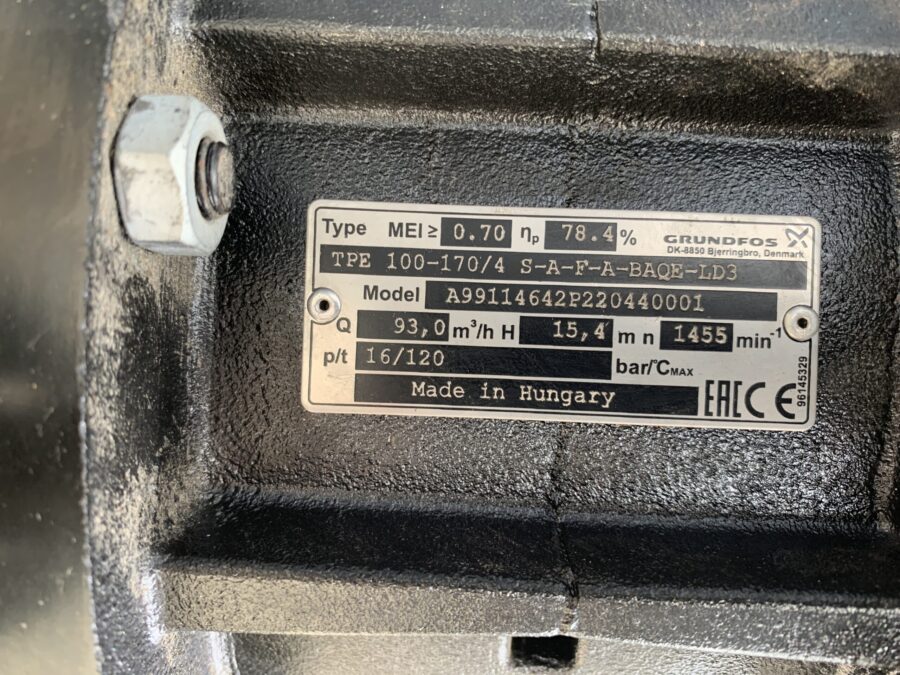 Type MEI ≥ 0.70 ηp 78.4% GRUNDFOS
DK-8850 Bjerringbro, Denmark
TPE 100-170/4 S-A-F-A-BAQE-LD3
Model A99114642P220440001
Q 93,0 m³/h H 15,4 m n 1455 min-1
p/t 16/120 bar/°CMAX
Made in Hungary EAC CE
96145329